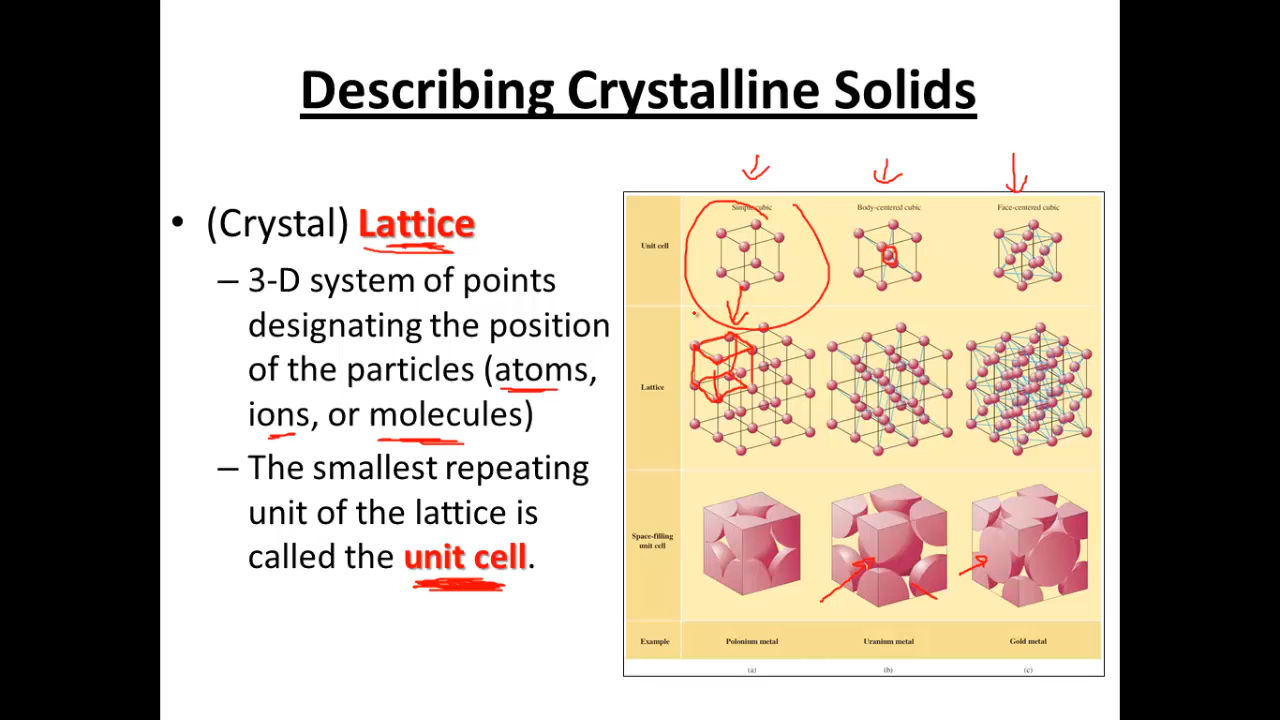 Describing Crystalline Solids
• (Crystal) Lattice
– 3-D system of points
designating the position
of the particles (atoms,
ions, or molecules)
– The smallest repeating
unit of the lattice is
called the unit cell.
Simple cubic Body-centered cubic Face-centered cubic
Unit cell
Lattice
Space-filling
unit cell
Example Polonium metal Uranium metal Gold metal
(a) (b) (c)